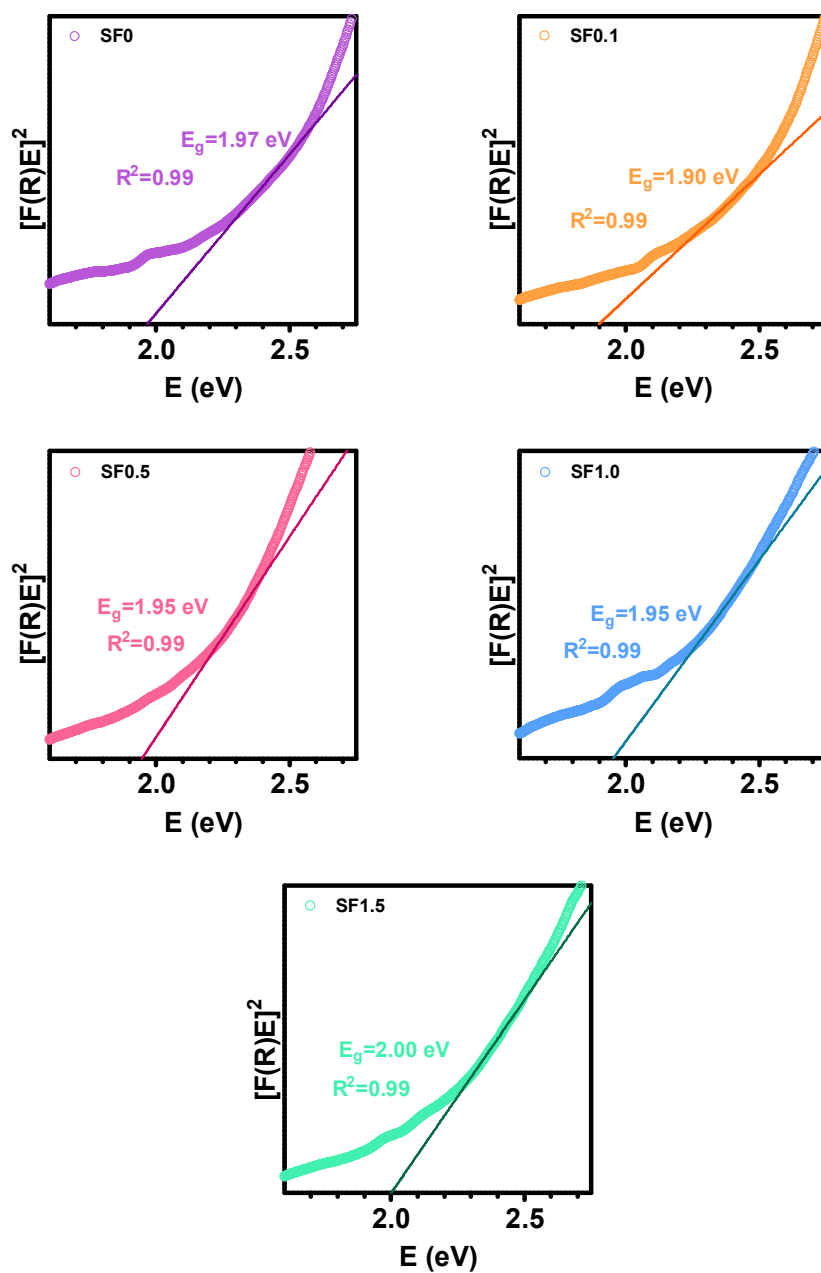 SF0
E_g=1.97 eV
R²=0.99
[F(R)E]²
2.0 2.5
E (eV)
SF0.1
E_g=1.90 eV
R²=0.99
[F(R)E]²
2.0 2.5
E (eV)
SF0.5
E_g=1.95 eV
R²=0.99
[F(R)E]²
2.0 2.5
E (eV)
SF1.0
E_g=1.95 eV
R²=0.99
[F(R)E]²
2.0 2.5
E (eV)
SF1.5
E_g=2.00 eV
R²=0.99
[F(R)E]²
2.0 2.5
E (eV)